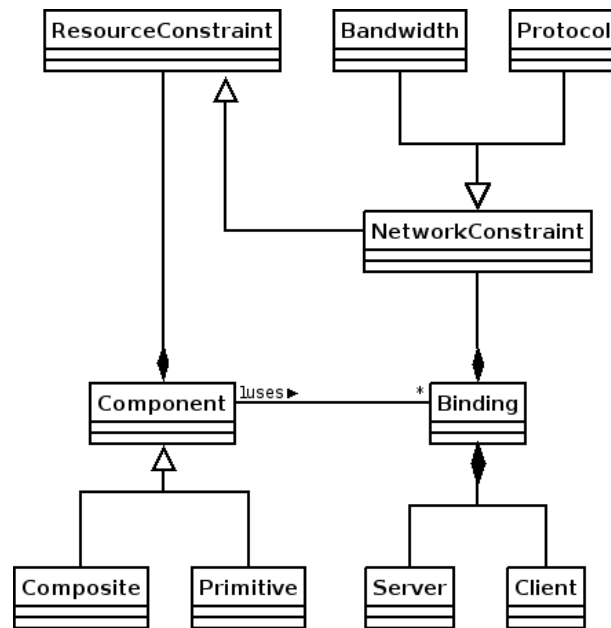 ResourceConstraint
Bandwidth
Protocol
NetworkConstraint
Component
1uses ▶
*
Binding
Composite
Primitive
Server
Client